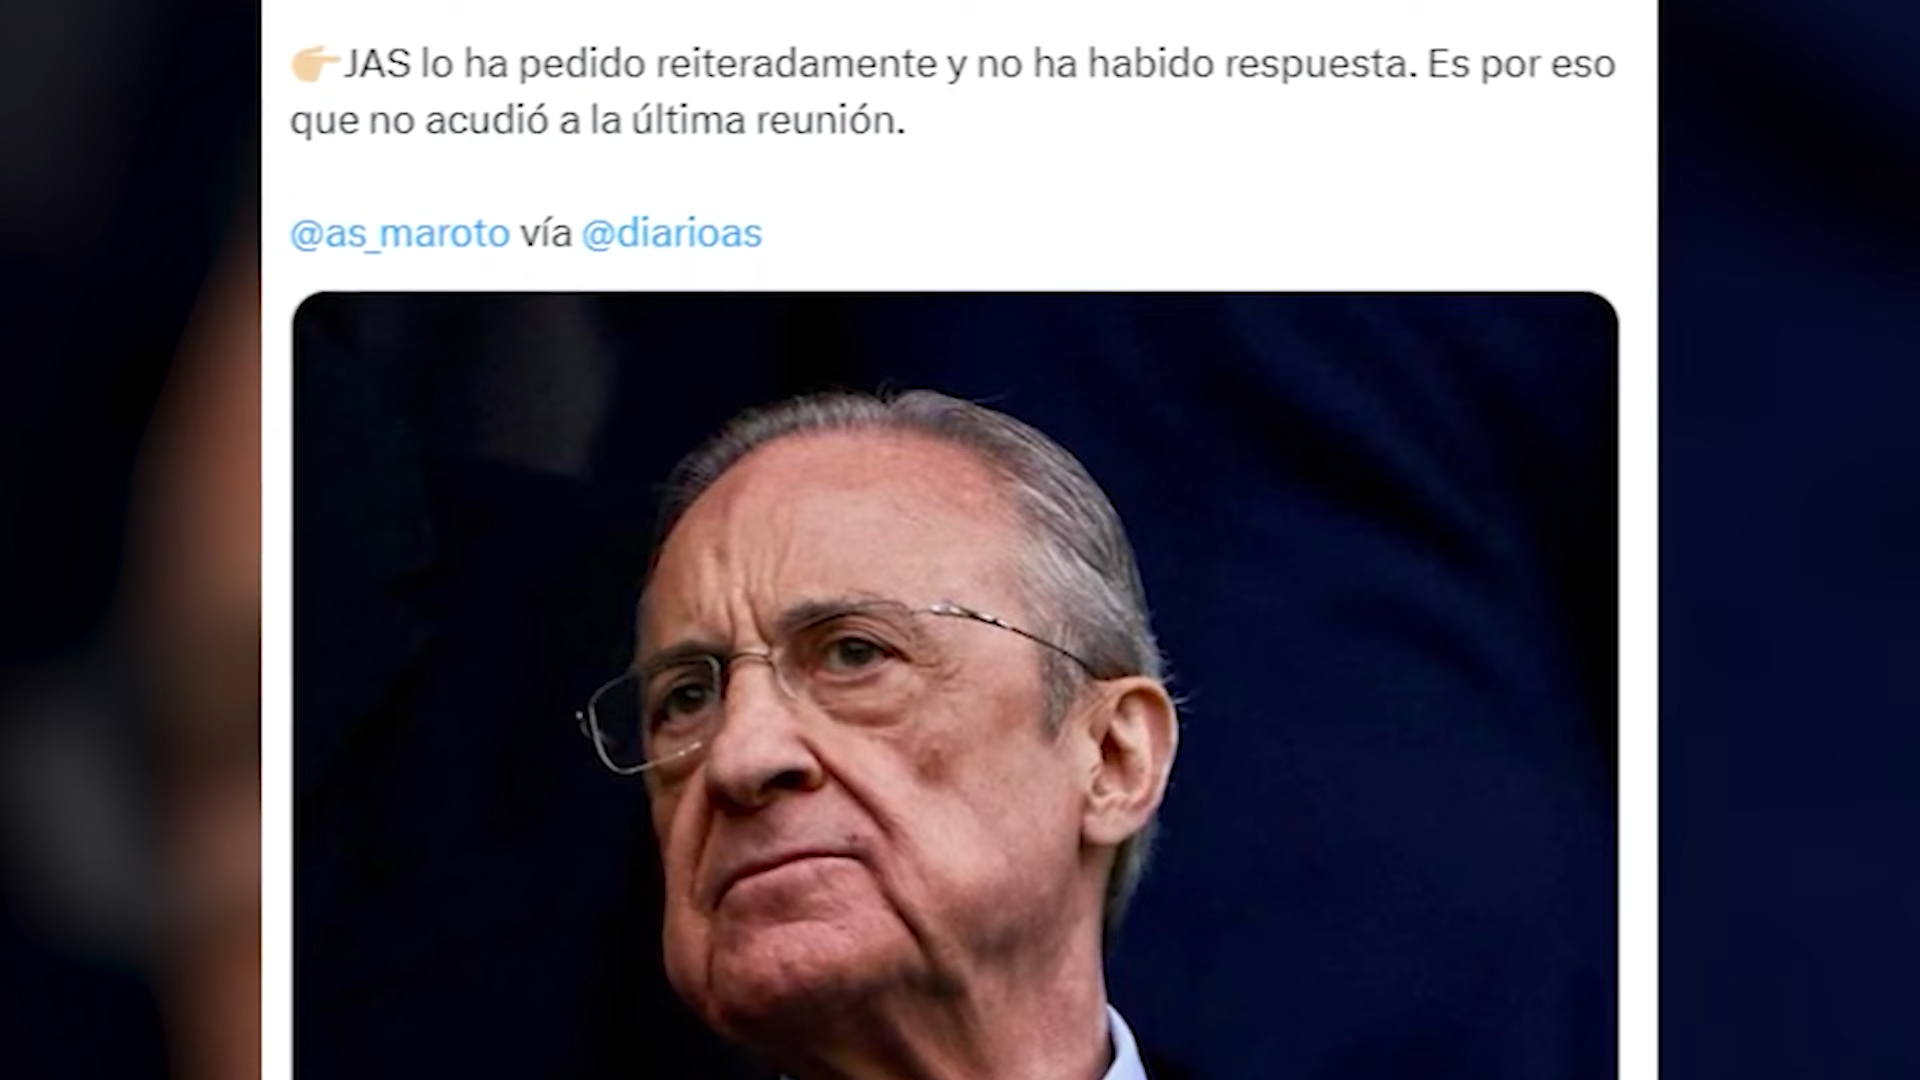 👉JAS lo ha pedido reiteradamente y no ha habido respuesta. Es por eso
que no acudió a la última reunión.
@as_maroto vía @diarioas